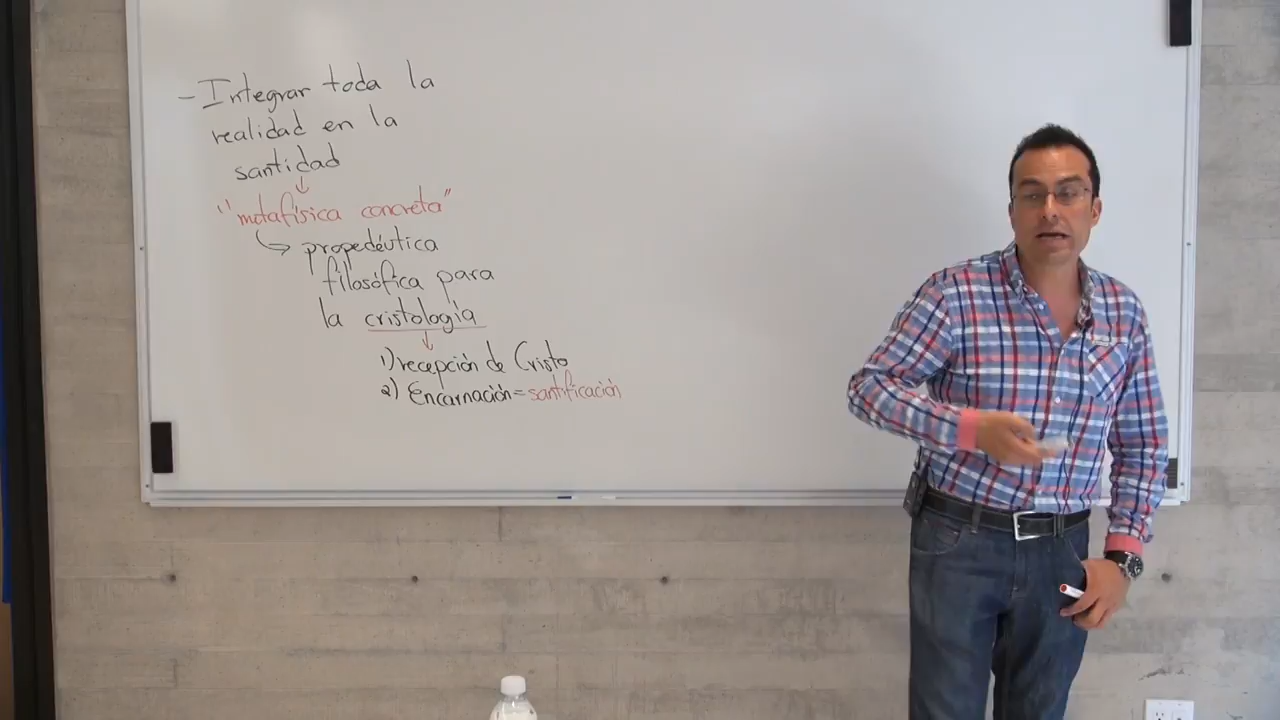 - Integrar toda la
realidad en la
santidad
"metafísica concreta"
propedéutica
filosófica para
la cristología
1) recepción de Cristo
2) Encarnación = santificación